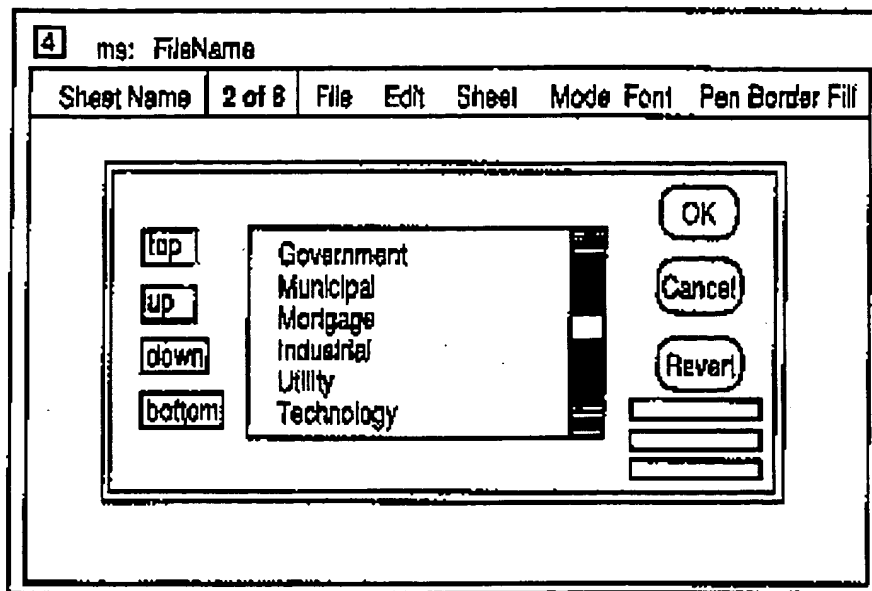 4 ms: FileName
Sheet Name 2 of 8 File Edit Sheet Mode Font Pen Border Fill
OK
top
Government
Municipal
Cancel
up
Mortgage
down
Industrial
Revert
Utility
bottom
Technology